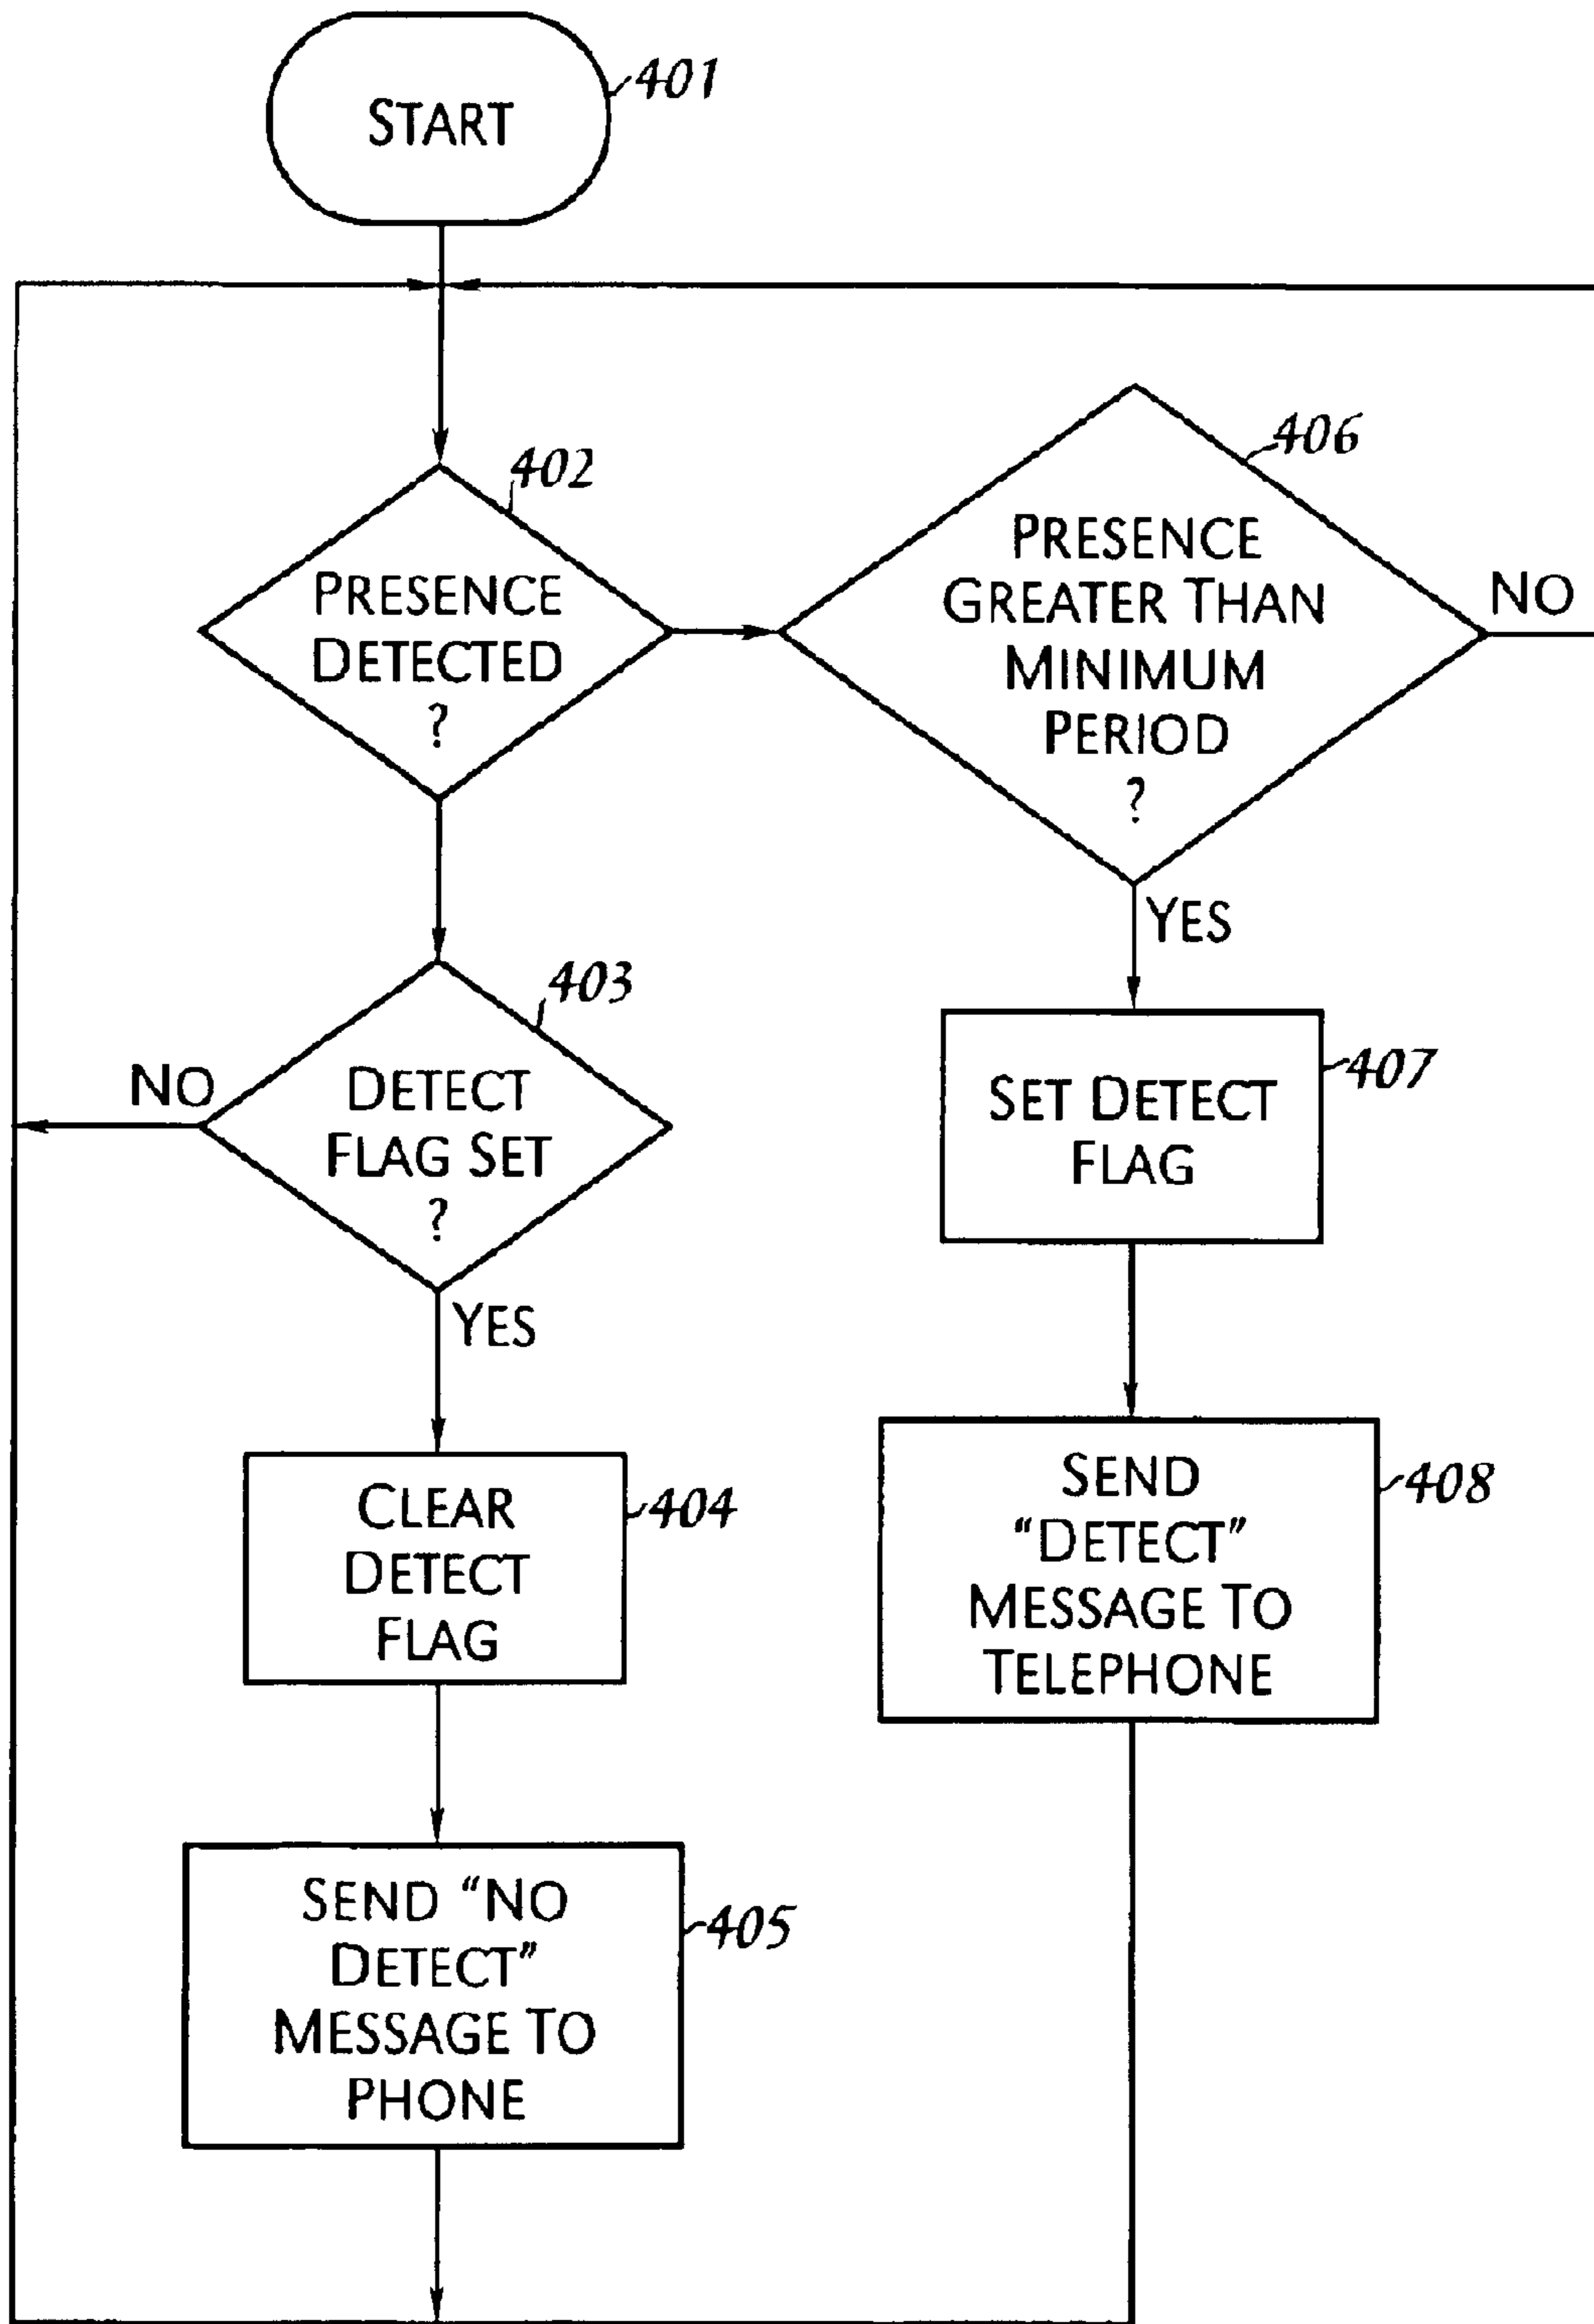 START
401
402
PRESENCE
DETECTED
?
406
PRESENCE
GREATER THAN
MINIMUM
PERIOD
?
NO
YES
403
DETECT
FLAG SET
?
NO
YES
407
SET DETECT
FLAG
CLEAR
DETECT
FLAG
404
SEND
"DETECT"
MESSAGE TO
TELEPHONE
408
SEND "NO
DETECT"
MESSAGE TO
PHONE
405